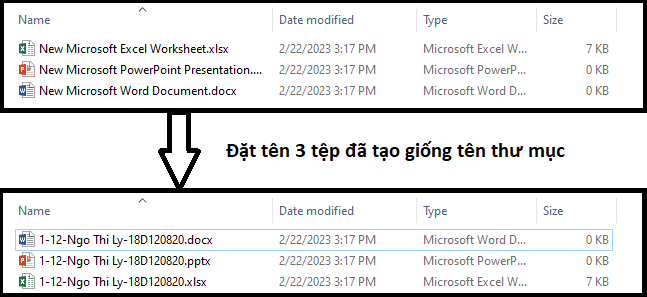 Name Date modified Type Size
New Microsoft Excel Worksheet.xlsx 2/22/2023 3:17 PM Microsoft Excel W... 7 KB
New Microsoft PowerPoint Presentation.... 2/22/2023 3:17 PM Microsoft PowerP... 0 KB
New Microsoft Word Document.docx 2/22/2023 3:17 PM Microsoft Word D... 0 KB
Đặt tên 3 tệp đã tạo giống tên thư mục
Name Date modified Type Size
1-12-Ngo Thi Ly-18D120820.docx 2/22/2023 3:17 PM Microsoft Word D... 0 KB
1-12-Ngo Thi Ly-18D120820.pptx 2/22/2023 3:17 PM Microsoft PowerP... 0 KB
1-12-Ngo Thi Ly-18D120820.xlsx 2/22/2023 3:17 PM Microsoft Excel W... 7 KB